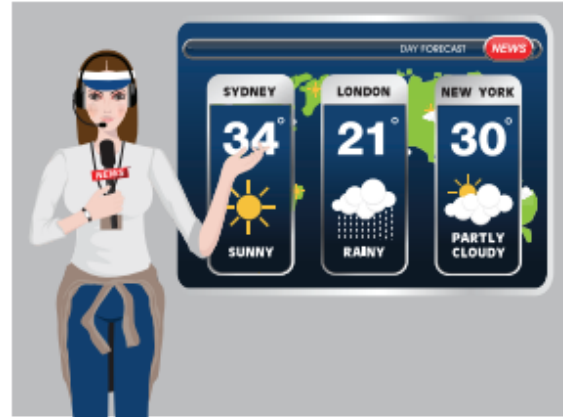 DAY FORECAST NEWS
SYDNEY LONDON NEW YORK
34° 21° 30°
NEWS
SUNNY RAINY PARTLY
CLOUDY